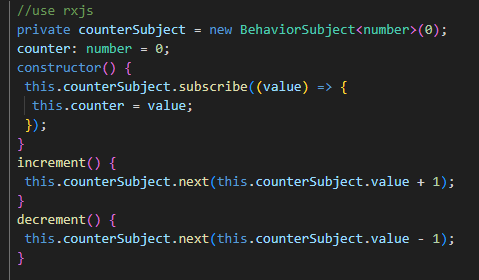 //use rxjs
private counterSubject = new BehaviorSubject<number>(0);
counter: number = 0;
constructor() {
this.counterSubject.subscribe((value) => {
this.counter = value;
});
}
increment() {
this.counterSubject.next(this.counterSubject.value + 1);
}
decrement() {
this.counterSubject.next(this.counterSubject.value - 1);
}